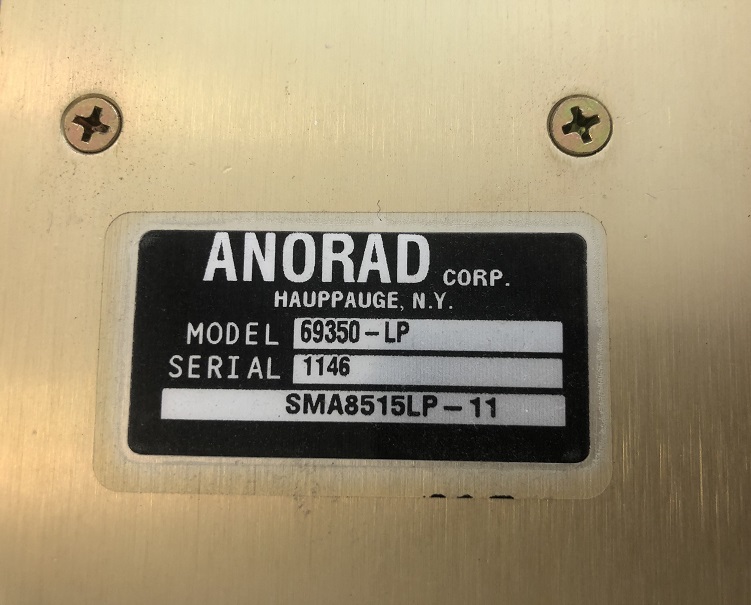 ANORAD CORP.
HAUPPAUGE, N.Y.
MODEL 69350-LP
SERIAL 1146
SMA8515LP-11